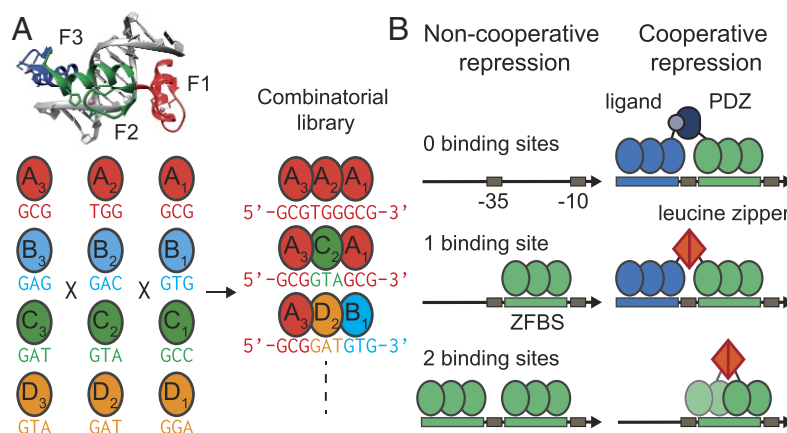 A
F3
F1
F2
A3 A2 A1
GCG TGG GCG
B3 B2 B1
GAG GAC GTG
X X
C3 C2 C1
GAT GTA GCC
D3 D2 D1
GTA GAT GGA
Combinatorial
library
A3 A2 A1
5'-GCGTGGGCG-3'
A3 C2 A1
5'-GCGGTAGCG-3'
A3 D2 B1
5'-GCGGATGTG-3'
B
Non-cooperative
repression
Cooperative
repression
ligand PDZ
0 binding sites
-35 -10
leucine zipper
1 binding site
ZFBS
2 binding sites